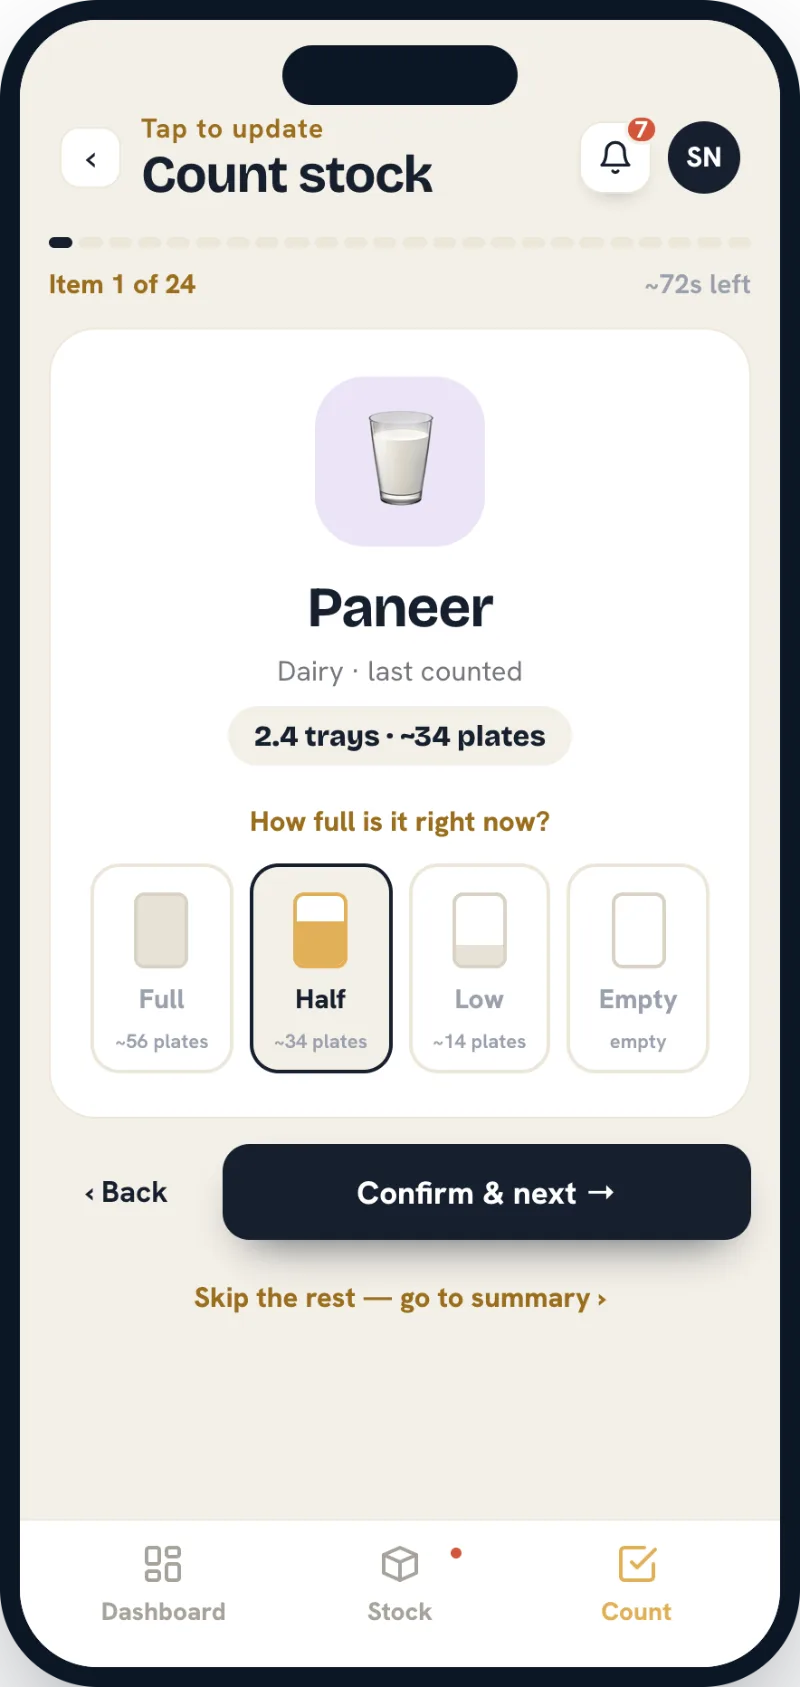 Tap to update
Count stock
7
SN
Item 1 of 24
~72s left
Paneer
Dairy · last counted
2.4 trays · ~34 plates
How full is it right now?
Full
~56 plates
Half
~34 plates
Low
~14 plates
Empty
empty
‹ Back
Confirm & next →
Skip the rest — go to summary ›
Dashboard
Stock
Count